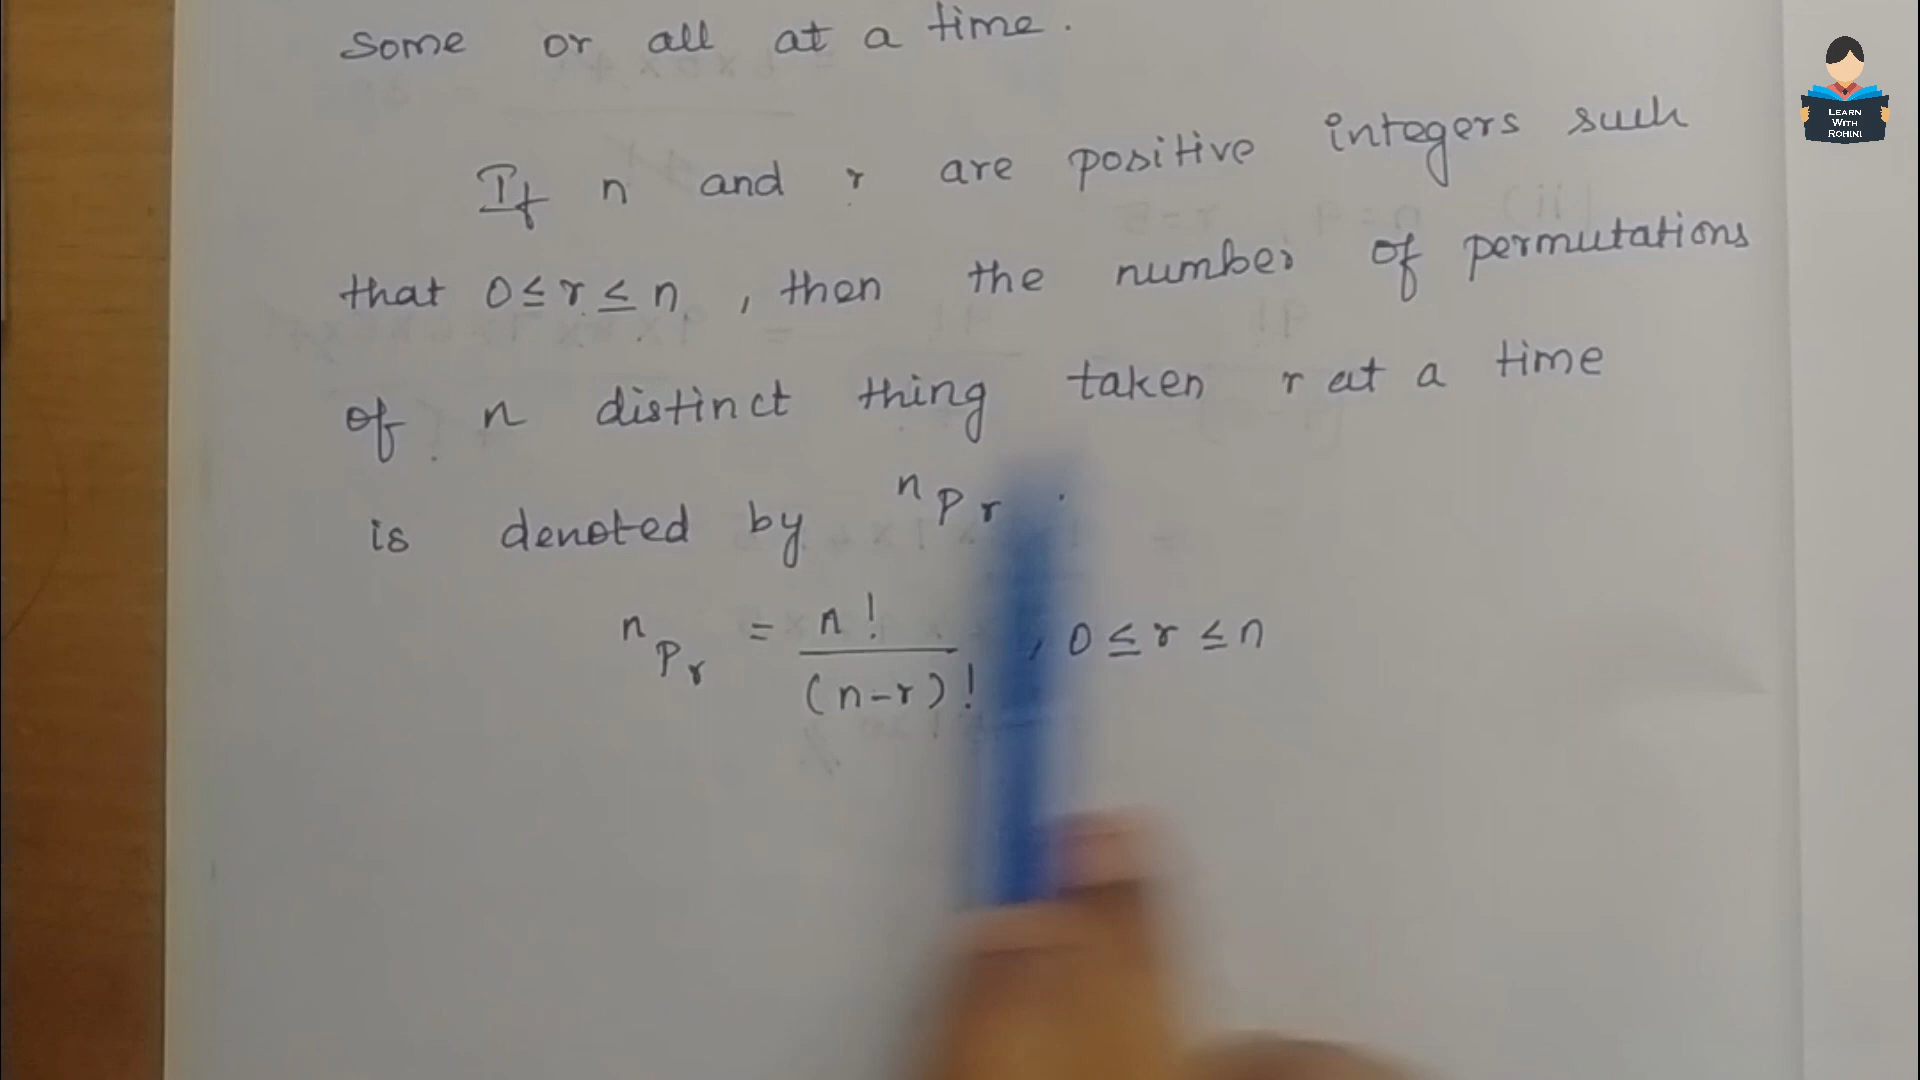 some or all at a time.
If n and r are positive integers such
that 0≤r≤n, then the number of permutations
of n distinct thing taken r at a time
is denoted by ⁿPr.
ⁿPr = n! / (n-r)! , 0≤r≤n
LEARN
WITH
ROHINI